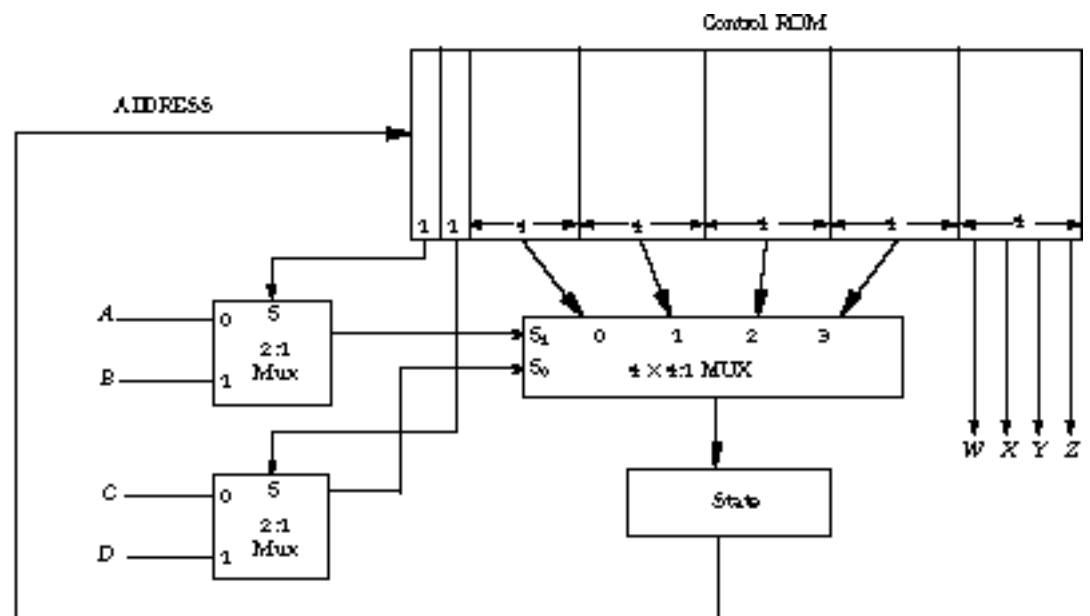 Control ROM
ADDRESS
1 1 4 4 4 4 4
A 0 S
2:1
Mux
B 1
S1 0 1 2 3
S0 4 × 4:1 MUX
W X Y Z
C 0 S
2:1
Mux
D 1
State